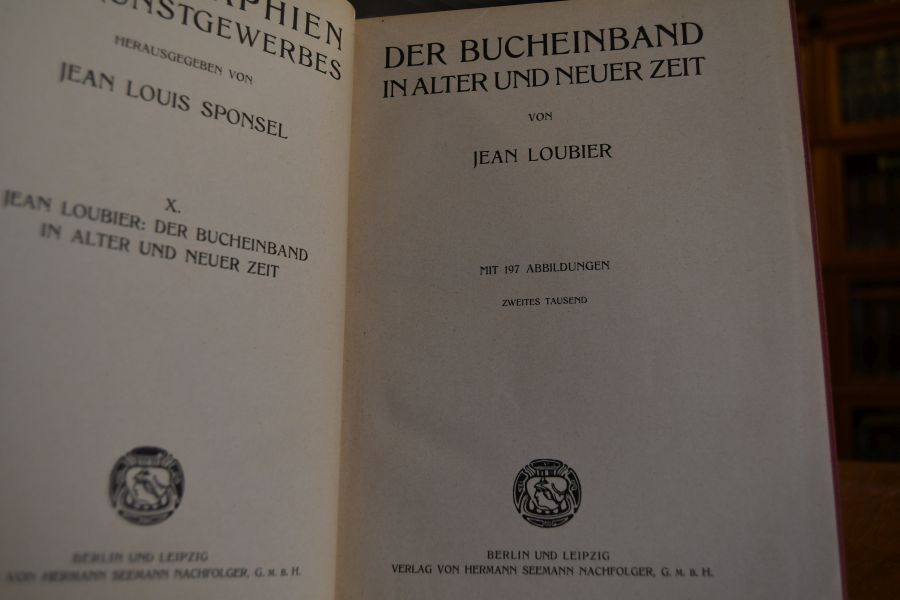 KUNSTGEWERBES
HERAUSGEGEBEN VON
JEAN LOUIS SPONSEL
X.
JEAN LOUBIER: DER BUCHEINBAND
IN ALTER UND NEUER ZEIT
BERLIN UND LEIPZIG
VON HERMANN SEEMANN NACHFOLGER, G. M. B. H.
DER BUCHEINBAND
IN ALTER UND NEUER ZEIT
VON
JEAN LOUBIER
MIT 197 ABBILDUNGEN
ZWEITES TAUSEND
BERLIN UND LEIPZIG
VERLAG VON HERMANN SEEMANN NACHFOLGER, G. M. B. H.